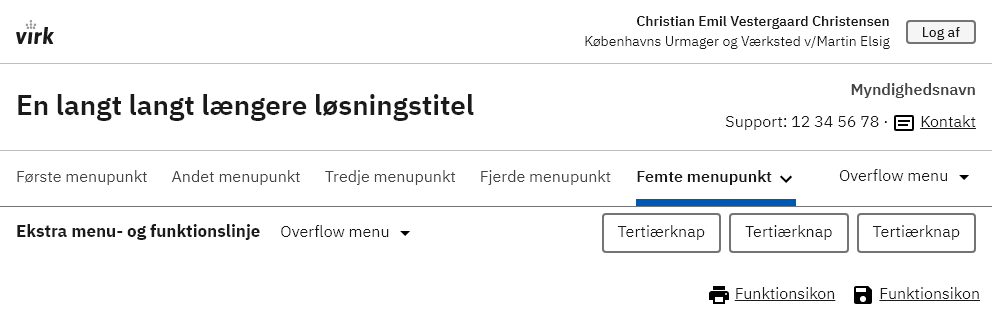 virk
Christian Emil Vestergaard Christensen
Københavns Urmager og Værksted v/Martin Elsig
Log af
En langt langt længere løsningstitel
Myndighedsnavn
Support: 12 34 56 78 · Kontakt
Første menupunkt Andet menupunkt Tredje menupunkt Fjerde menupunkt Femte menupunkt Overflow menu
Ekstra menu- og funktionslinje Overflow menu Tertiærknap Tertiærknap Tertiærknap
Funktionsikon Funktionsikon